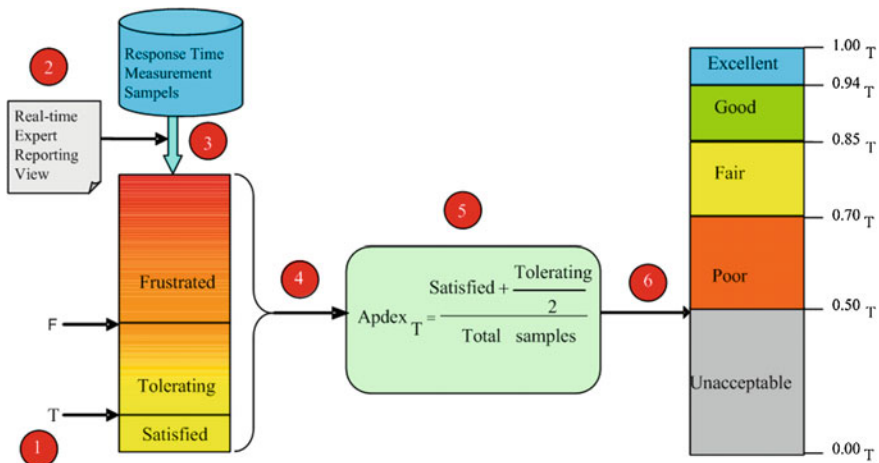 2
Response Time
Measurement
Sampels
Real-time
Expert
Reporting
View
3
Frustrated
F
Tolerating
T
Satisfied
1
4
5
Apdex T = Satisfied + Tolerating / 2
Total samples
6
1.00 T
Excellent
0.94 T
Good
0.85 T
Fair
0.70 T
Poor
0.50 T
Unacceptable
0.00 T